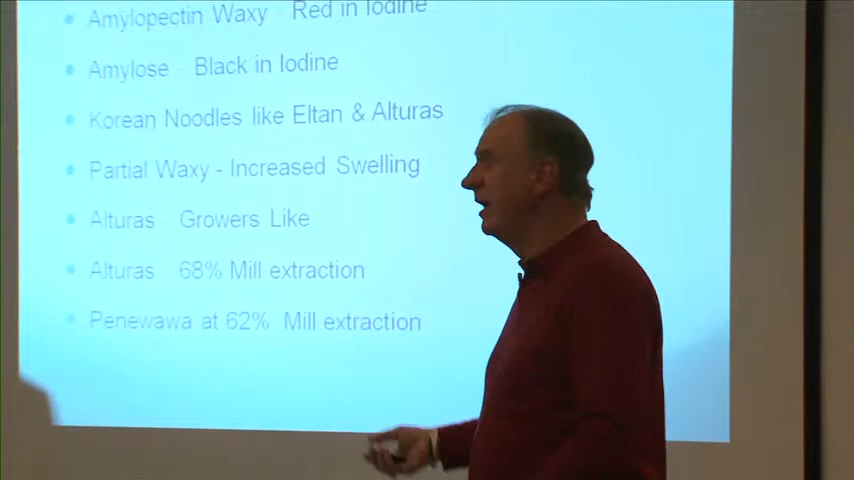 Amylopectin Waxy - Red in Iodine
Amylose - Black in Iodine
Korean Noodles like Eltan & Alturas
Partial Waxy - Increased Swelling
Alturas - Growers Like
Alturas 68% Mill extraction
Penewawa at 62% Mill extraction